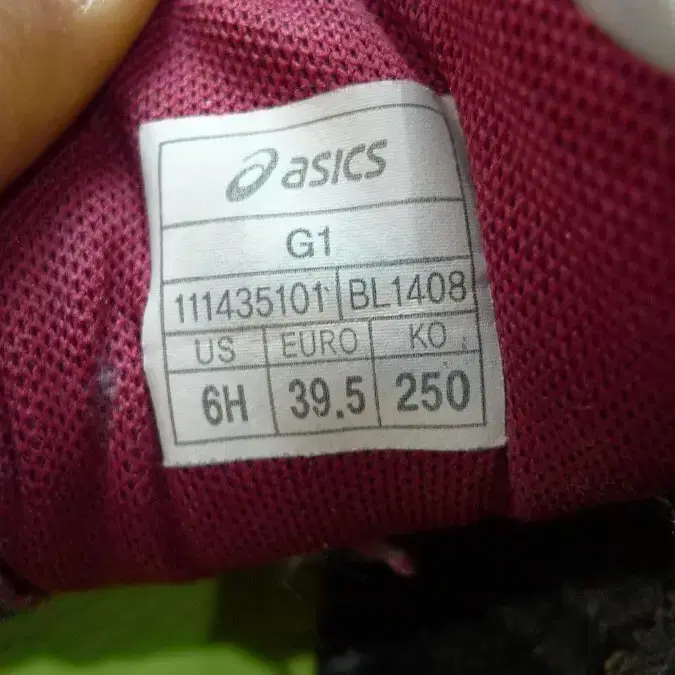 asics
G1
111435101 BL1408
US EURO KO
6H 39.5 250